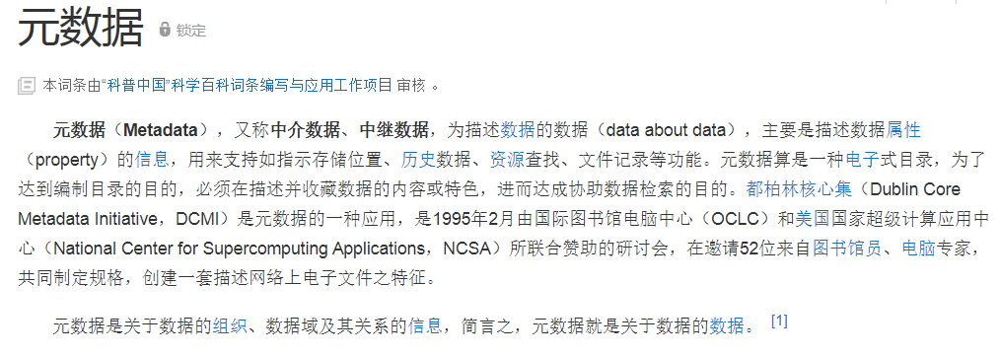 元数据 锁定
本词条由“科普中国”科学百科词条编写与应用工作项目 审核 。
元数据（Metadata），又称中介数据、中继数据，为描述数据的数据（data about data），主要是描述数据属性
（property）的信息，用来支持如指示存储位置、历史数据、资源查找、文件记录等功能。元数据算是一种电子式目录，为了
达到编制目录的目的，必须在描述并收藏数据的内容或特色，进而达成协助数据检索的目的。都柏林核心集（Dublin Core
Metadata Initiative，DCMI）是元数据的一种应用，是1995年2月由国际图书馆电脑中心（OCLC）和美国国家超级计算应用中
心（National Center for Supercomputing Applications，NCSA）所联合赞助的研讨会，在邀请52位来自图书馆员、电脑专家，
共同制定规格，创建一套描述网络上电子文件之特征。
元数据是关于数据的组织、数据域及其关系的信息，简言之，元数据就是关于数据的数据。 [1]